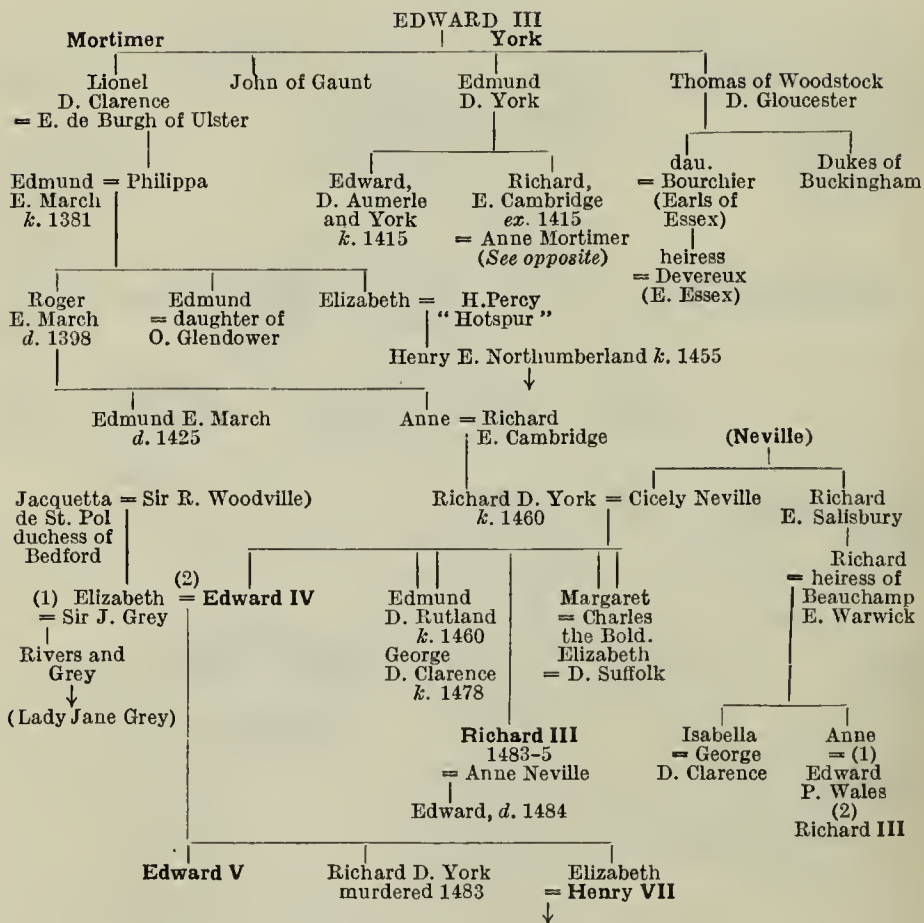 EDWARD III
Mortimer York
Lionel John of Gaunt Edmund Thomas of Woodstock
D. Clarence D. York D. Gloucester
= E. de Burgh of Ulster
dau. Dukes of
Edmund = Philippa Edward, Richard, = Bourchier Buckingham
E. March D. Aumerle E. Cambridge (Earls of
k. 1381 and York ex. 1415 Essex)
k. 1415 = Anne Mortimer
(See opposite) heiress
= Devereux
Roger Edmund Elizabeth = H.Percy (E. Essex)
E. March = daughter of "Hotspur"
d. 1398 O. Glendower
Henry E. Northumberland k. 1455
Edmund E. March Anne = Richard
d. 1425 E. Cambridge (Neville)
Jacquetta = Sir R. Woodville) Richard D. York = Cicely Neville Richard
de St. Pol k. 1460 E. Salisbury
duchess of
Bedford Richard
(2) = heiress of
(1) Elizabeth = Edward IV Edmund Margaret Beauchamp
= Sir J. Grey D. Rutland = Charles E. Warwick
k. 1460 the Bold.
Rivers and George Elizabeth
Grey D. Clarence = D. Suffolk
k. 1478
(Lady Jane Grey)
Richard III Isabella Anne
1483-5 = George = (1)
= Anne Neville D. Clarence Edward
P. Wales
Edward, d. 1484 (2)
Richard III
Edward V Richard D. York Elizabeth
murdered 1483 = Henry VII